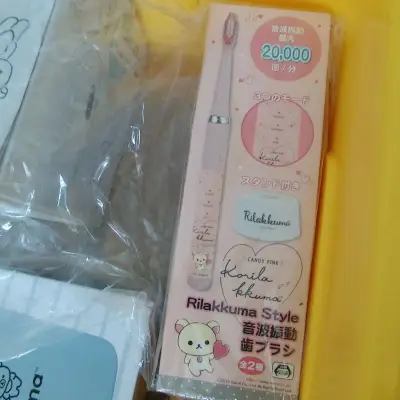 音波振動
最大
20,000
回/分
3つのモード
Korila
スタンド付き
Rilakkuma
CANDY PINK
Korila
kkuma
Rilakkuma Style
音波振動
歯ブラシ
全2種
na